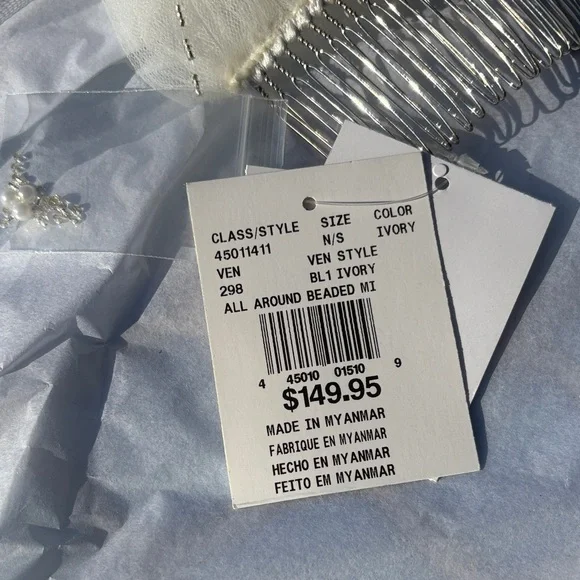 CLASS/STYLE SIZE COLOR
45011411 N/S IVORY
VEN VEN STYLE
298 BL1 IVORY
ALL AROUND BEADED MI
4 45010 01510 9
$149.95
MADE IN MYANMAR
FABRIQUE EN MYANMAR
HECHO EN MYANMAR
FEITO EM MYANMAR